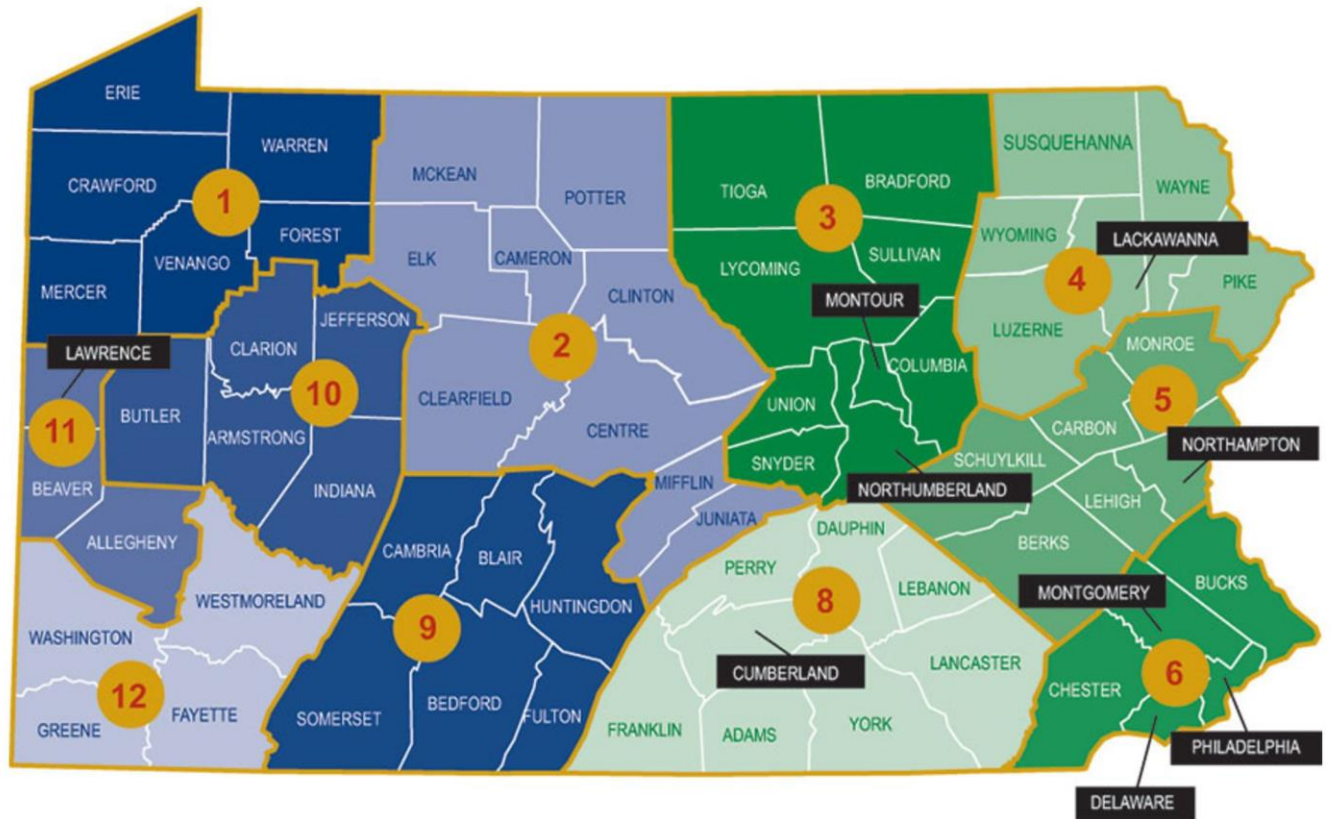 ERIE
WARREN
CRAWFORD
1
FOREST
VENANGO
MERCER
MCKEAN
POTTER
ELK
CAMERON
CLINTON
2
CLEARFIELD
CENTRE
MIFFLIN
JUNIATA
TIOGA
BRADFORD
3
LYCOMING
SULLIVAN
MONTOUR
COLUMBIA
UNION
SNYDER
NORTHUMBERLAND
SUSQUEHANNA
WAYNE
WYOMING
LACKAWANNA
4
PIKE
LUZERNE
MONROE
5
CARBON
NORTHAMPTON
SCHUYLKILL
LEHIGH
BERKS
BUCKS
MONTGOMERY
6
CHESTER
PHILADELPHIA
DELAWARE
DAUPHIN
PERRY
LEBANON
8
CUMBERLAND
LANCASTER
FRANKLIN
ADAMS
YORK
CAMBRIA
BLAIR
HUNTINGDON
9
SOMERSET
BEDFORD
FULTON
JEFFERSON
CLARION
10
BUTLER
ARMSTRONG
INDIANA
LAWRENCE
11
BEAVER
ALLEGHENY
WESTMORELAND
WASHINGTON
12
GREENE
FAYETTE